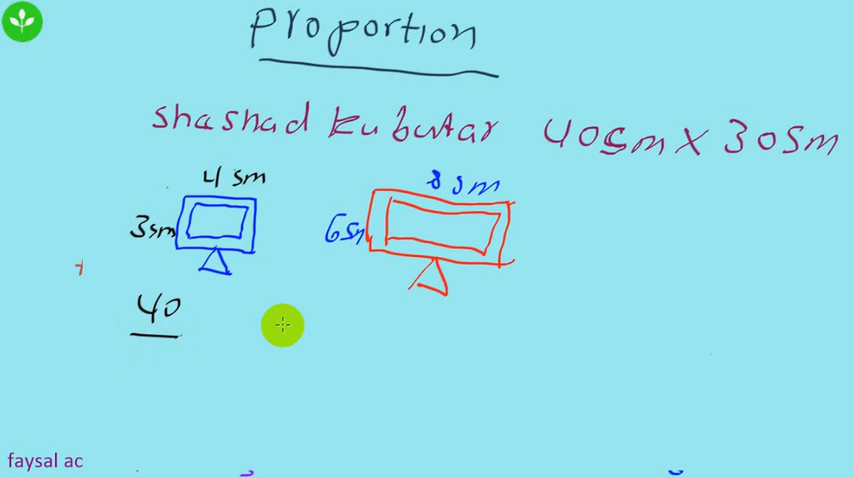 Proportion
shashad kubutar 40sm x 30sm
4 sm
8 sm
3sm
6sm
40
faysal ac